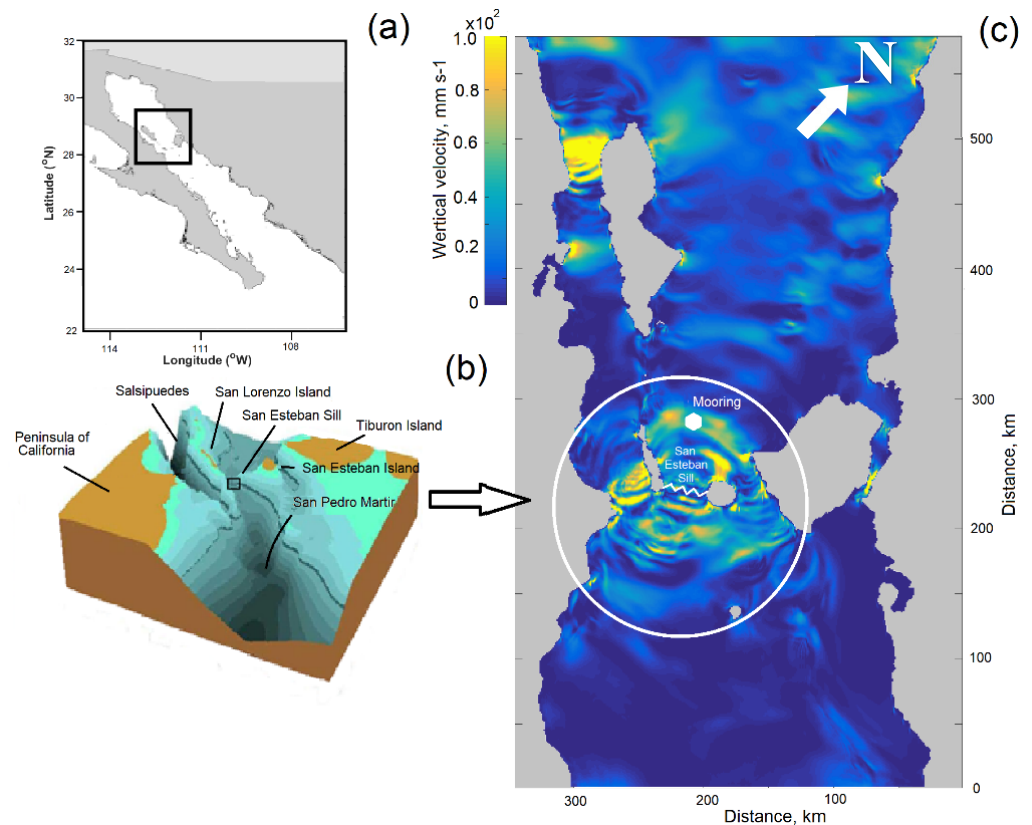 (a)
32
30
28
26
24
22
Latitude (°N)
114
111
108
Longitude (°W)
(b)
Salsipuedes
San Lorenzo Island
San Esteban Sill
Peninsula of
California
Tiburon Island
San Esteban Island
San Pedro Martir
×10²
1.0
0.8
0.6
0.4
0.2
0
Wertical velocity, mm s-1
(c)
N
Mooring
San
Esteban
Sill
500
400
300
200
100
0
Distance, km
300
200
100
Distance, km